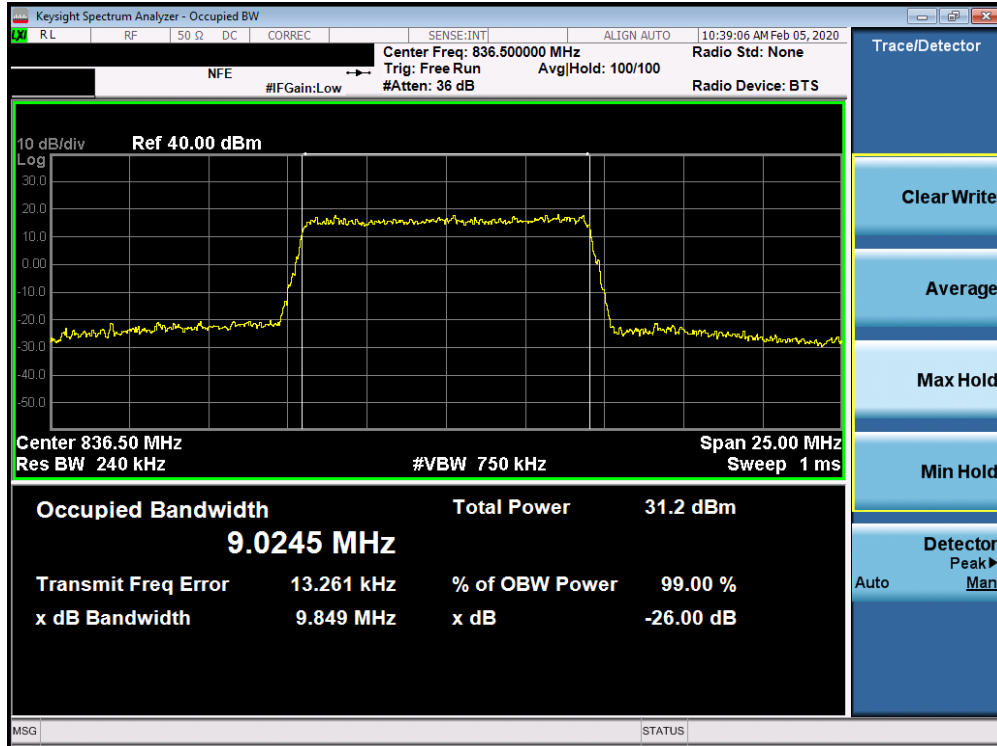 Keysight Spectrum Analyzer - Occupied BW
LXI RL RF 50 Ω DC CORREC SENSE:INT ALIGN AUTO 10:39:06 AM Feb 05, 2020
Center Freq: 836.500000 MHz Radio Std: None
NFE Trig: Free Run Avg|Hold: 100/100
#IFGain:Low #Atten: 36 dB Radio Device: BTS
10 dB/div Ref 40.00 dBm
Log
30.0
20.0
10.0
0.00
-10.0
-20.0
-30.0
-40.0
-50.0
Center 836.50 MHz Span 25.00 MHz
Res BW 240 kHz #VBW 750 kHz Sweep 1 ms
Occupied Bandwidth Total Power 31.2 dBm
9.0245 MHz
Transmit Freq Error 13.261 kHz % of OBW Power 99.00 %
x dB Bandwidth 9.849 MHz x dB -26.00 dB
MSG STATUS
Trace/Detector
Clear Write
Average
Max Hold
Min Hold
Detector
Peak▶
Auto Man